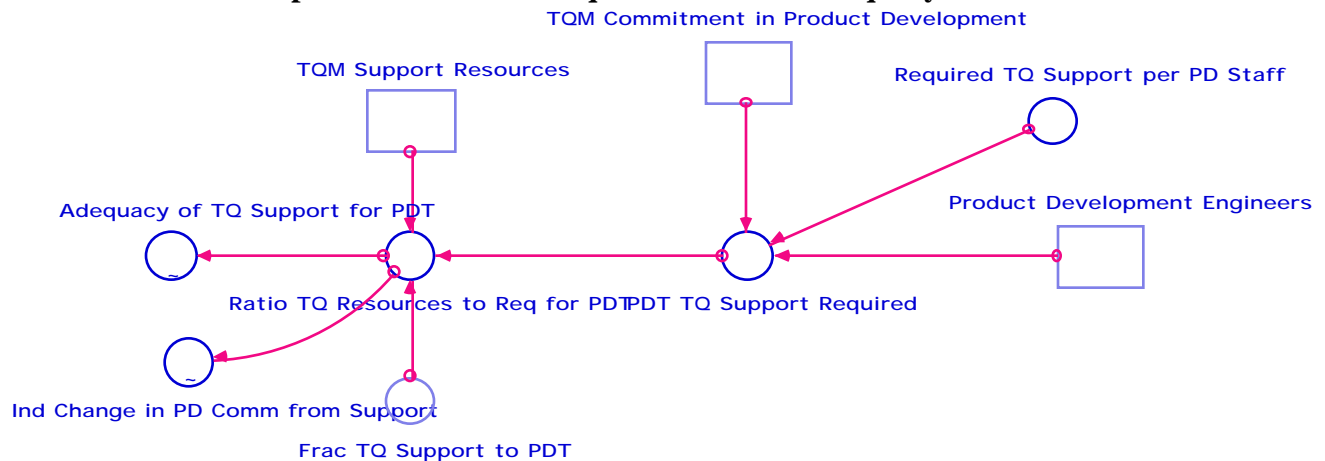 TQM Commitment in Product Development
TQM Support Resources
Required TQ Support per PD Staff
Adequacy of TQ Support for PDT
Product Development Engineers
~
Ratio TQ Resources to Req for PDT
PDT TQ Support Required
~
Ind Change in PD Comm from Support
Frac TQ Support to PDT